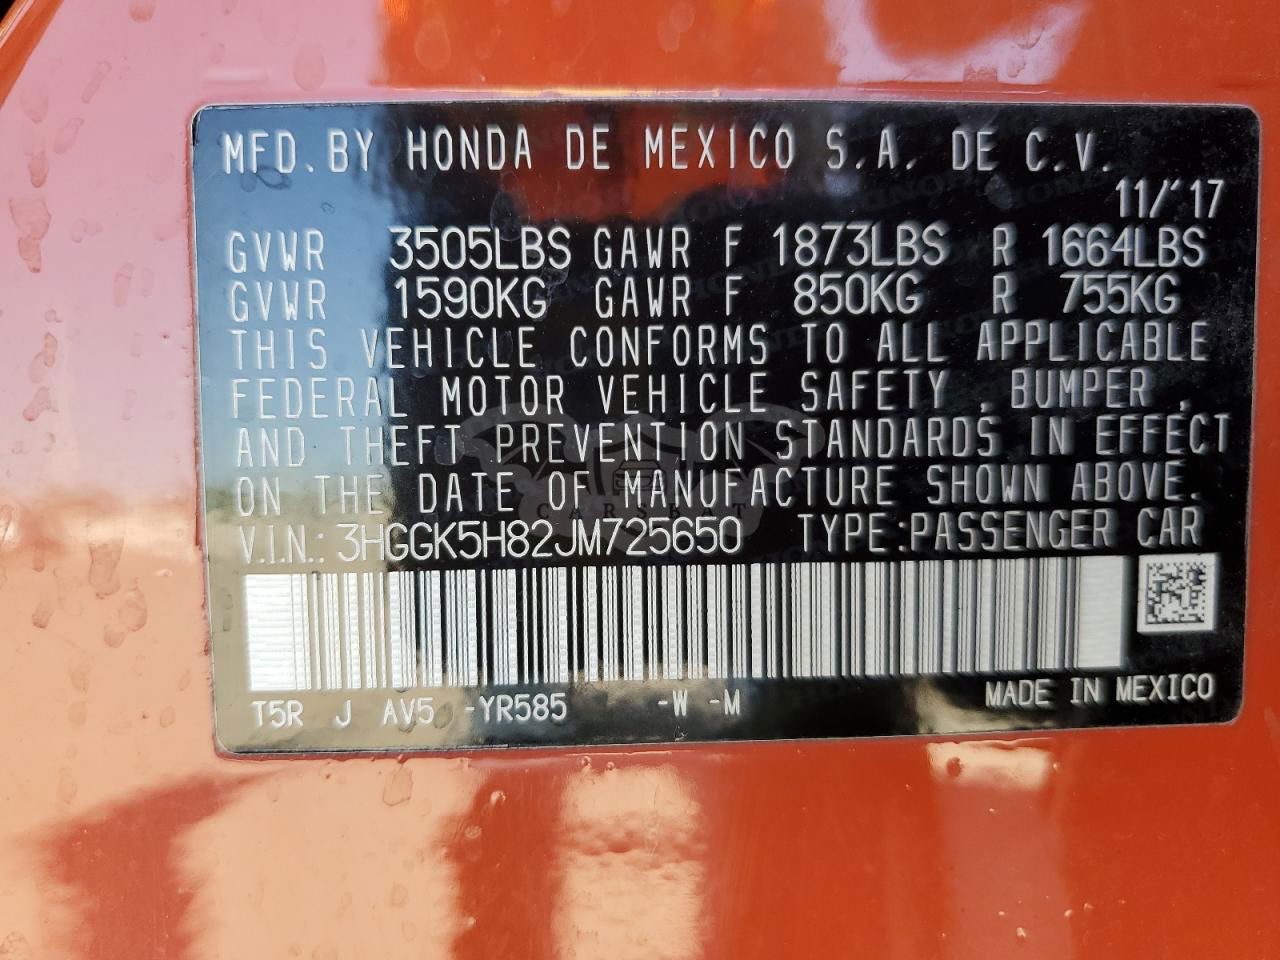 MFD. BY HONDA DE MEXICO S.A. DE C.V.
11/'17
GVWR 3505LBS GAWR F 1873LBS R 1664LBS
GVWR 1590KG GAWR F 850KG R 755KG
THIS VEHICLE CONFORMS TO ALL APPLICABLE
FEDERAL MOTOR VEHICLE SAFETY , BUMPER ,
AND THEFT PREVENTION STANDARDS IN EFFECT
ON THE DATE OF MANUFACTURE SHOWN ABOVE.
CARSBAT
V.I.N.: 3HGGK5H82JM725650 TYPE:PASSENGER CAR
T5R J AV5 -YR585 -W -M MADE IN MEXICO